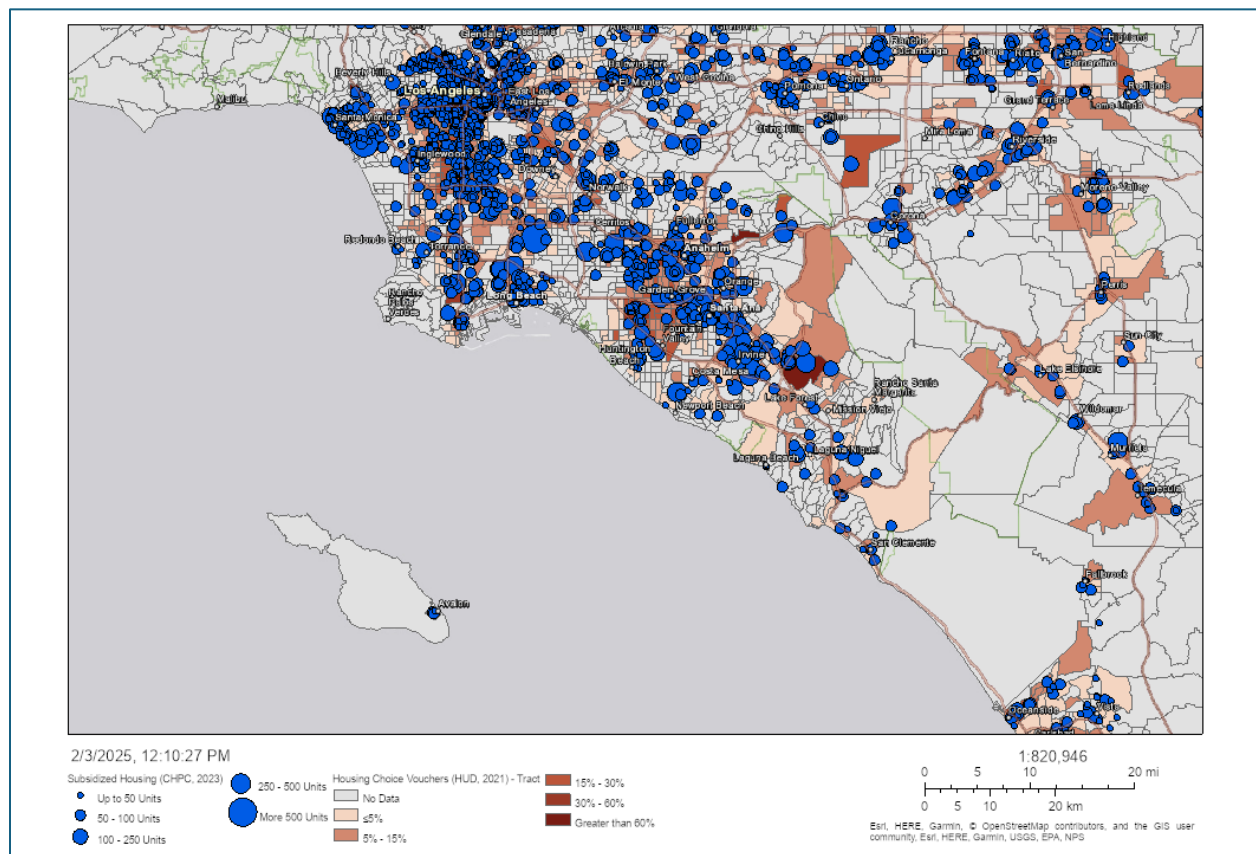 Glendale
Pasadena
Baldwin Park
El Monte
West Covina
Rancho
Cucamonga
Fontana
Rialto
San
Bernardino
Highland
Beverly Hills
Malibu
Los Angeles
East Los
Angeles
Pomona
Ontario
Redlands
Loma Linda
Grand Terrace
Santa Monica
Chino
Chino Hills
Mira Loma
Riverside
Inglewood
Downey
Norwalk
Moreno Valley
Cerritos
Fullerton
Corona
Redondo Beach
Torrance
Anaheim
Rancho
Palos
Verdes
Long Beach
Garden Grove
Orange
Perris
Santa Ana
Fountain
Valley
Huntington
Beach
Irvine
Sun City
Costa Mesa
Lake Elsinore
Newport Beach
Lake Forest
Rancho Santa
Margarita
Mission Viejo
Wildomar
Laguna Beach
Laguna Niguel
Murrieta
Temecula
San Clemente
Avalon
Fallbrook
Oceanside
Vista
Carlsbad
2/3/2025, 12:10:27 PM
Subsidized Housing (CHPC, 2023)
Up to 50 Units
50 - 100 Units
100 - 250 Units
250 - 500 Units
More 500 Units
Housing Choice Vouchers (HUD, 2021) - Tract
No Data
≤5%
5% - 15%
15% - 30%
30% - 60%
Greater than 60%
1:820,946
0 5 10 20 mi
0 5 10 20 km
Esri, HERE, Garmin, © OpenStreetMap contributors, and the GIS user
community, Esri, HERE, Garmin, USGS, EPA, NPS